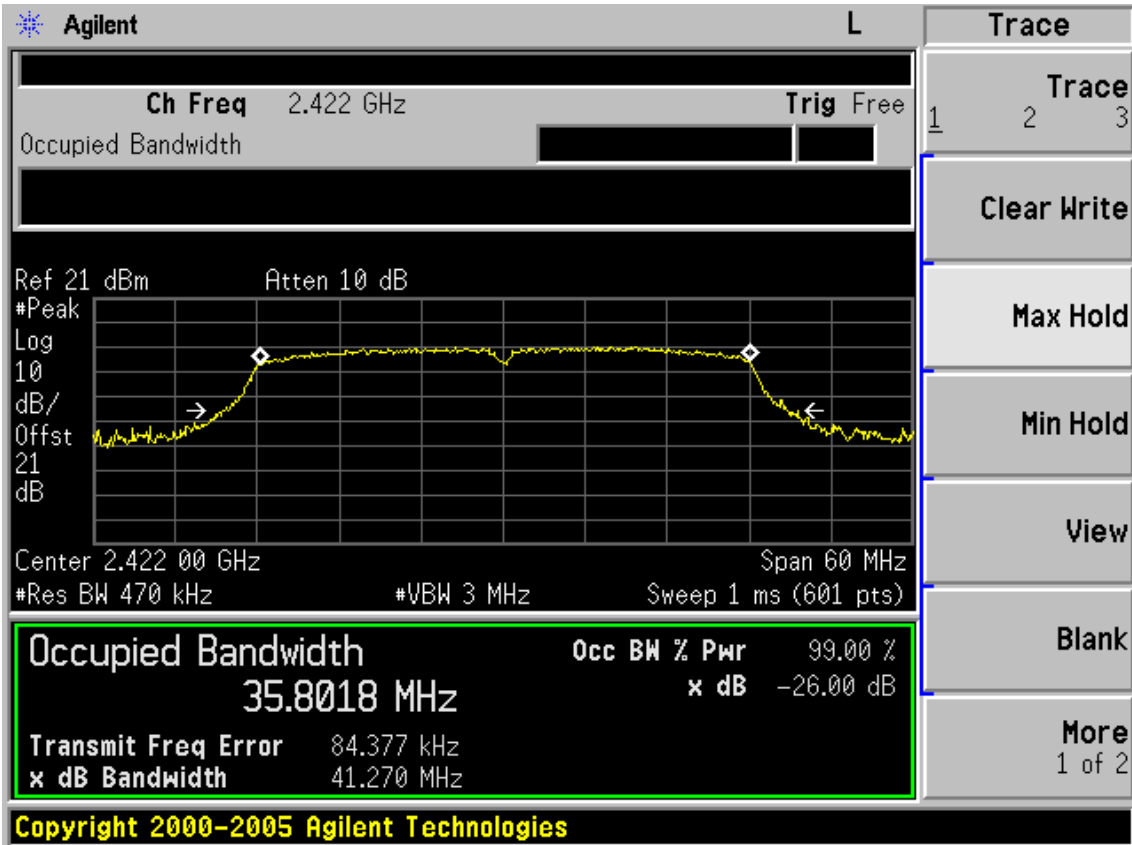 Agilent L Trace
Ch Freq 2.422 GHz Trig Free
Occupied Bandwidth
Trace
1 2 3
Clear Write
Max Hold
Min Hold
View
Blank
More
1 of 2
Ref 21 dBm Atten 10 dB
#Peak
Log
10
dB/
Offst
21
dB
Center 2.422 00 GHz Span 60 MHz
#Res BW 470 kHz #VBW 3 MHz Sweep 1 ms (601 pts)
Occupied Bandwidth Occ BW % Pwr 99.00 %
35.8018 MHz x dB -26.00 dB
Transmit Freq Error 84.377 kHz
x dB Bandwidth 41.270 MHz
Copyright 2000-2005 Agilent Technologies